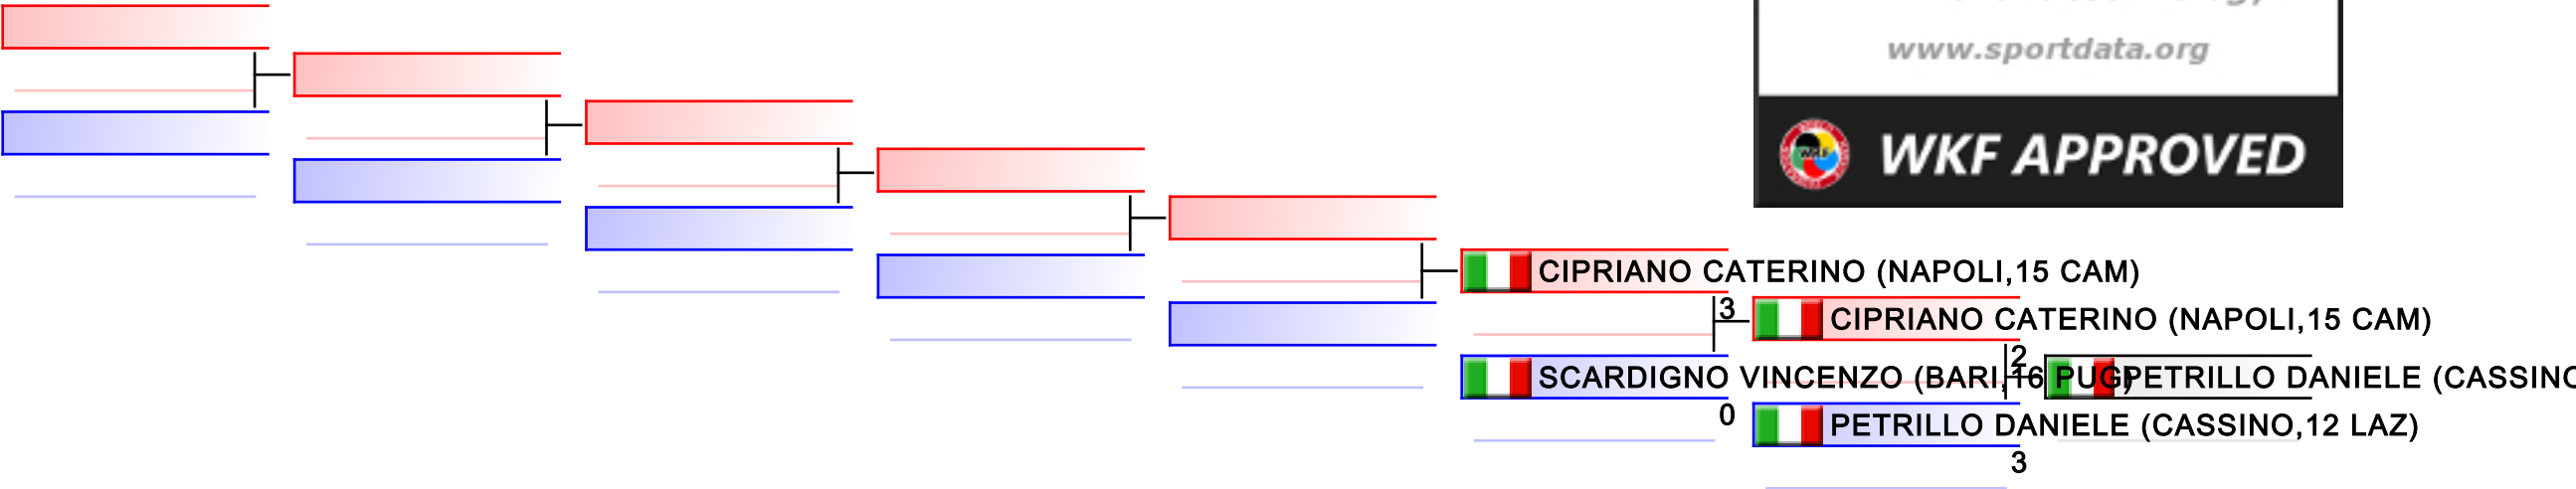 www.sportdata.org
WKF APPROVED
CIPRIANO CATERINO (NAPOLI,15 CAM)
3
CIPRIANO CATERINO (NAPOLI,15 CAM)
2
SCARDIGNO VINCENZO (BARI,16 PUG)
PETRILLO DANIELE (CASSINO
0
PETRILLO DANIELE (CASSINO,12 LAZ)
3